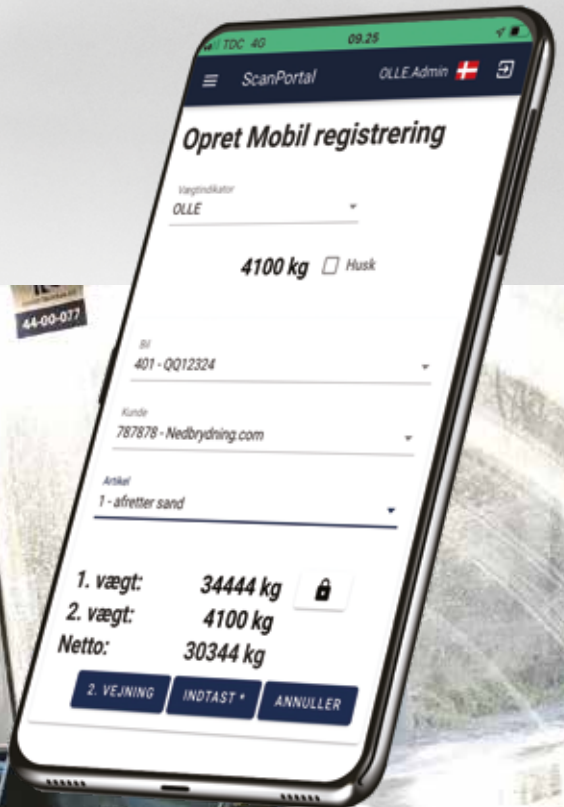 TDC 4G 09.25
ScanPortal OLLE.Admin
Opret Mobil registrering
Vægtindikator
OLLE
4100 kg Husk
44-00-077
Bil
401 - QQ12324
Kunde
787878 - Nedbrydning.com
Artikel
1 - afretter sand
1. vægt: 34444 kg
2. vægt: 4100 kg
Netto: 30344 kg
2. VEJNING INDTAST * ANNULLER